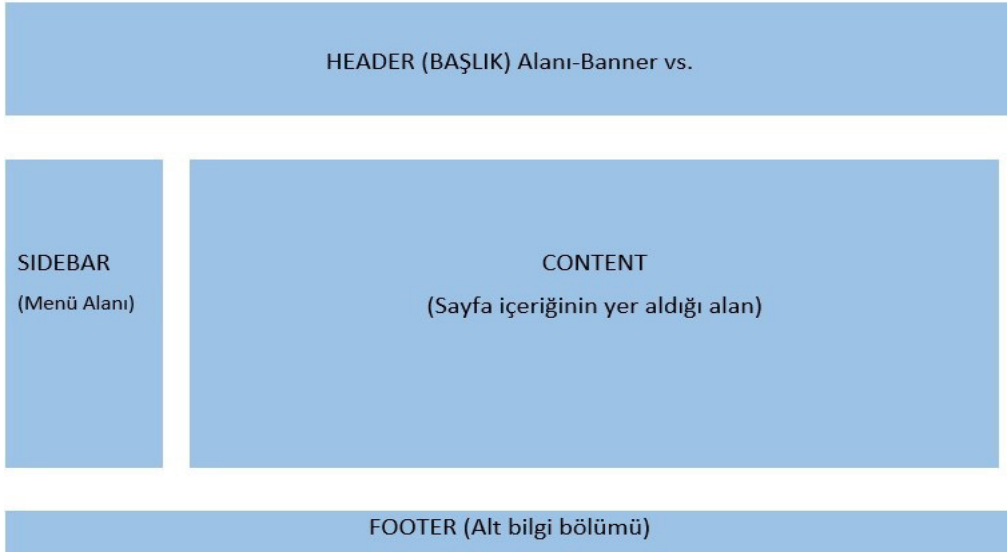 HEADER (BAŞLIK) Alanı-Banner vs.
SIDEBAR
(Menü Alanı)
CONTENT
(Sayfa içeriğinin yer aldığı alan)
FOOTER (Alt bilgi bölümü)